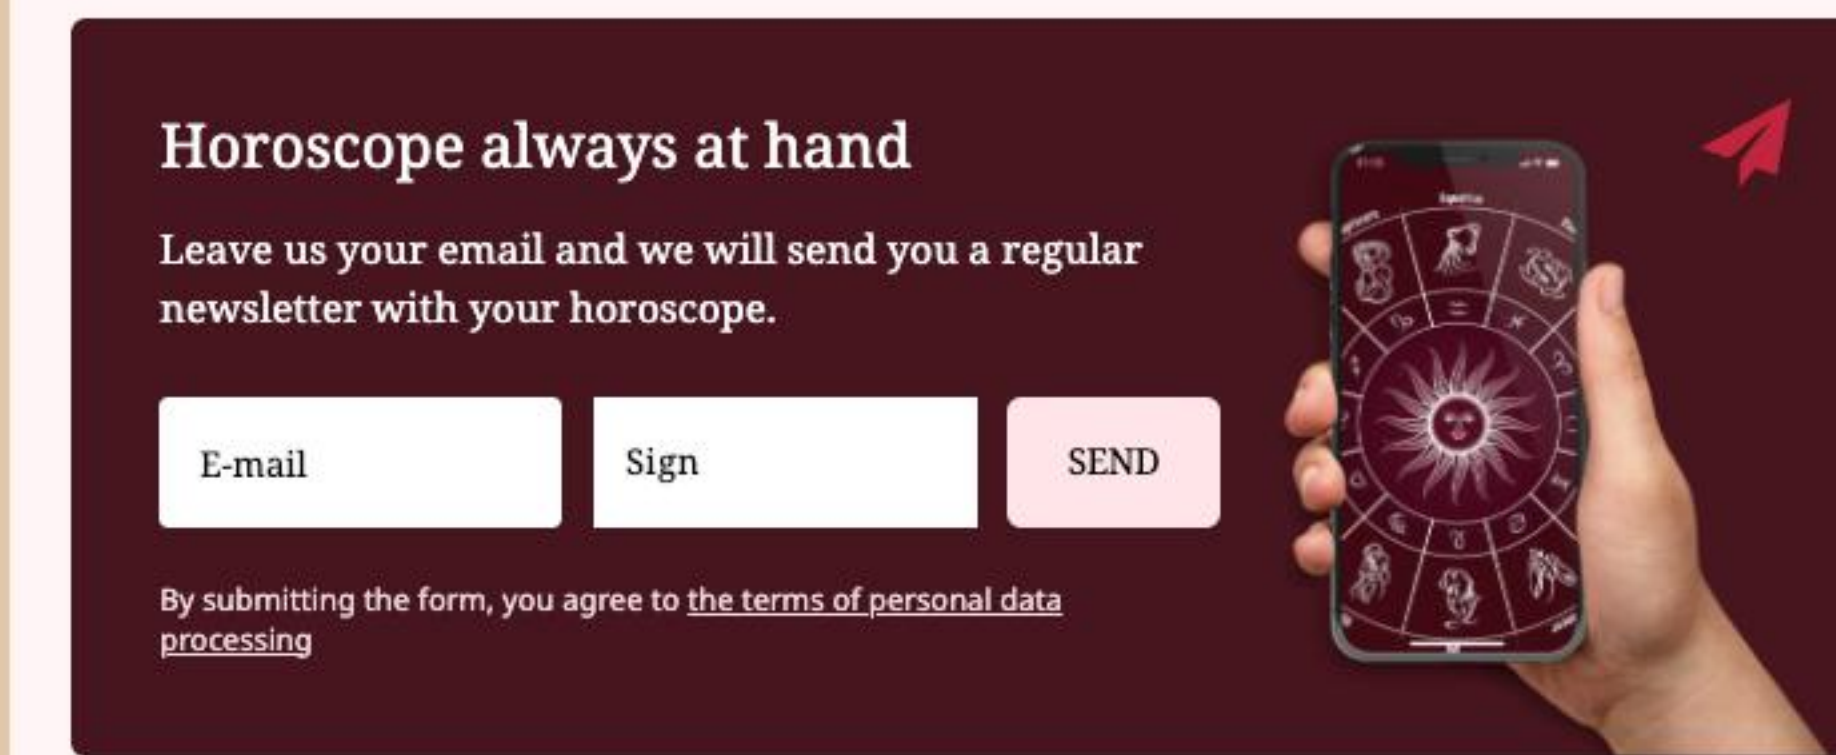 Horoscope always at hand
Leave us your email and we will send you a regular
newsletter with your horoscope.
E-mail
Sign
SEND
By submitting the form, you agree to the terms of personal data
processing